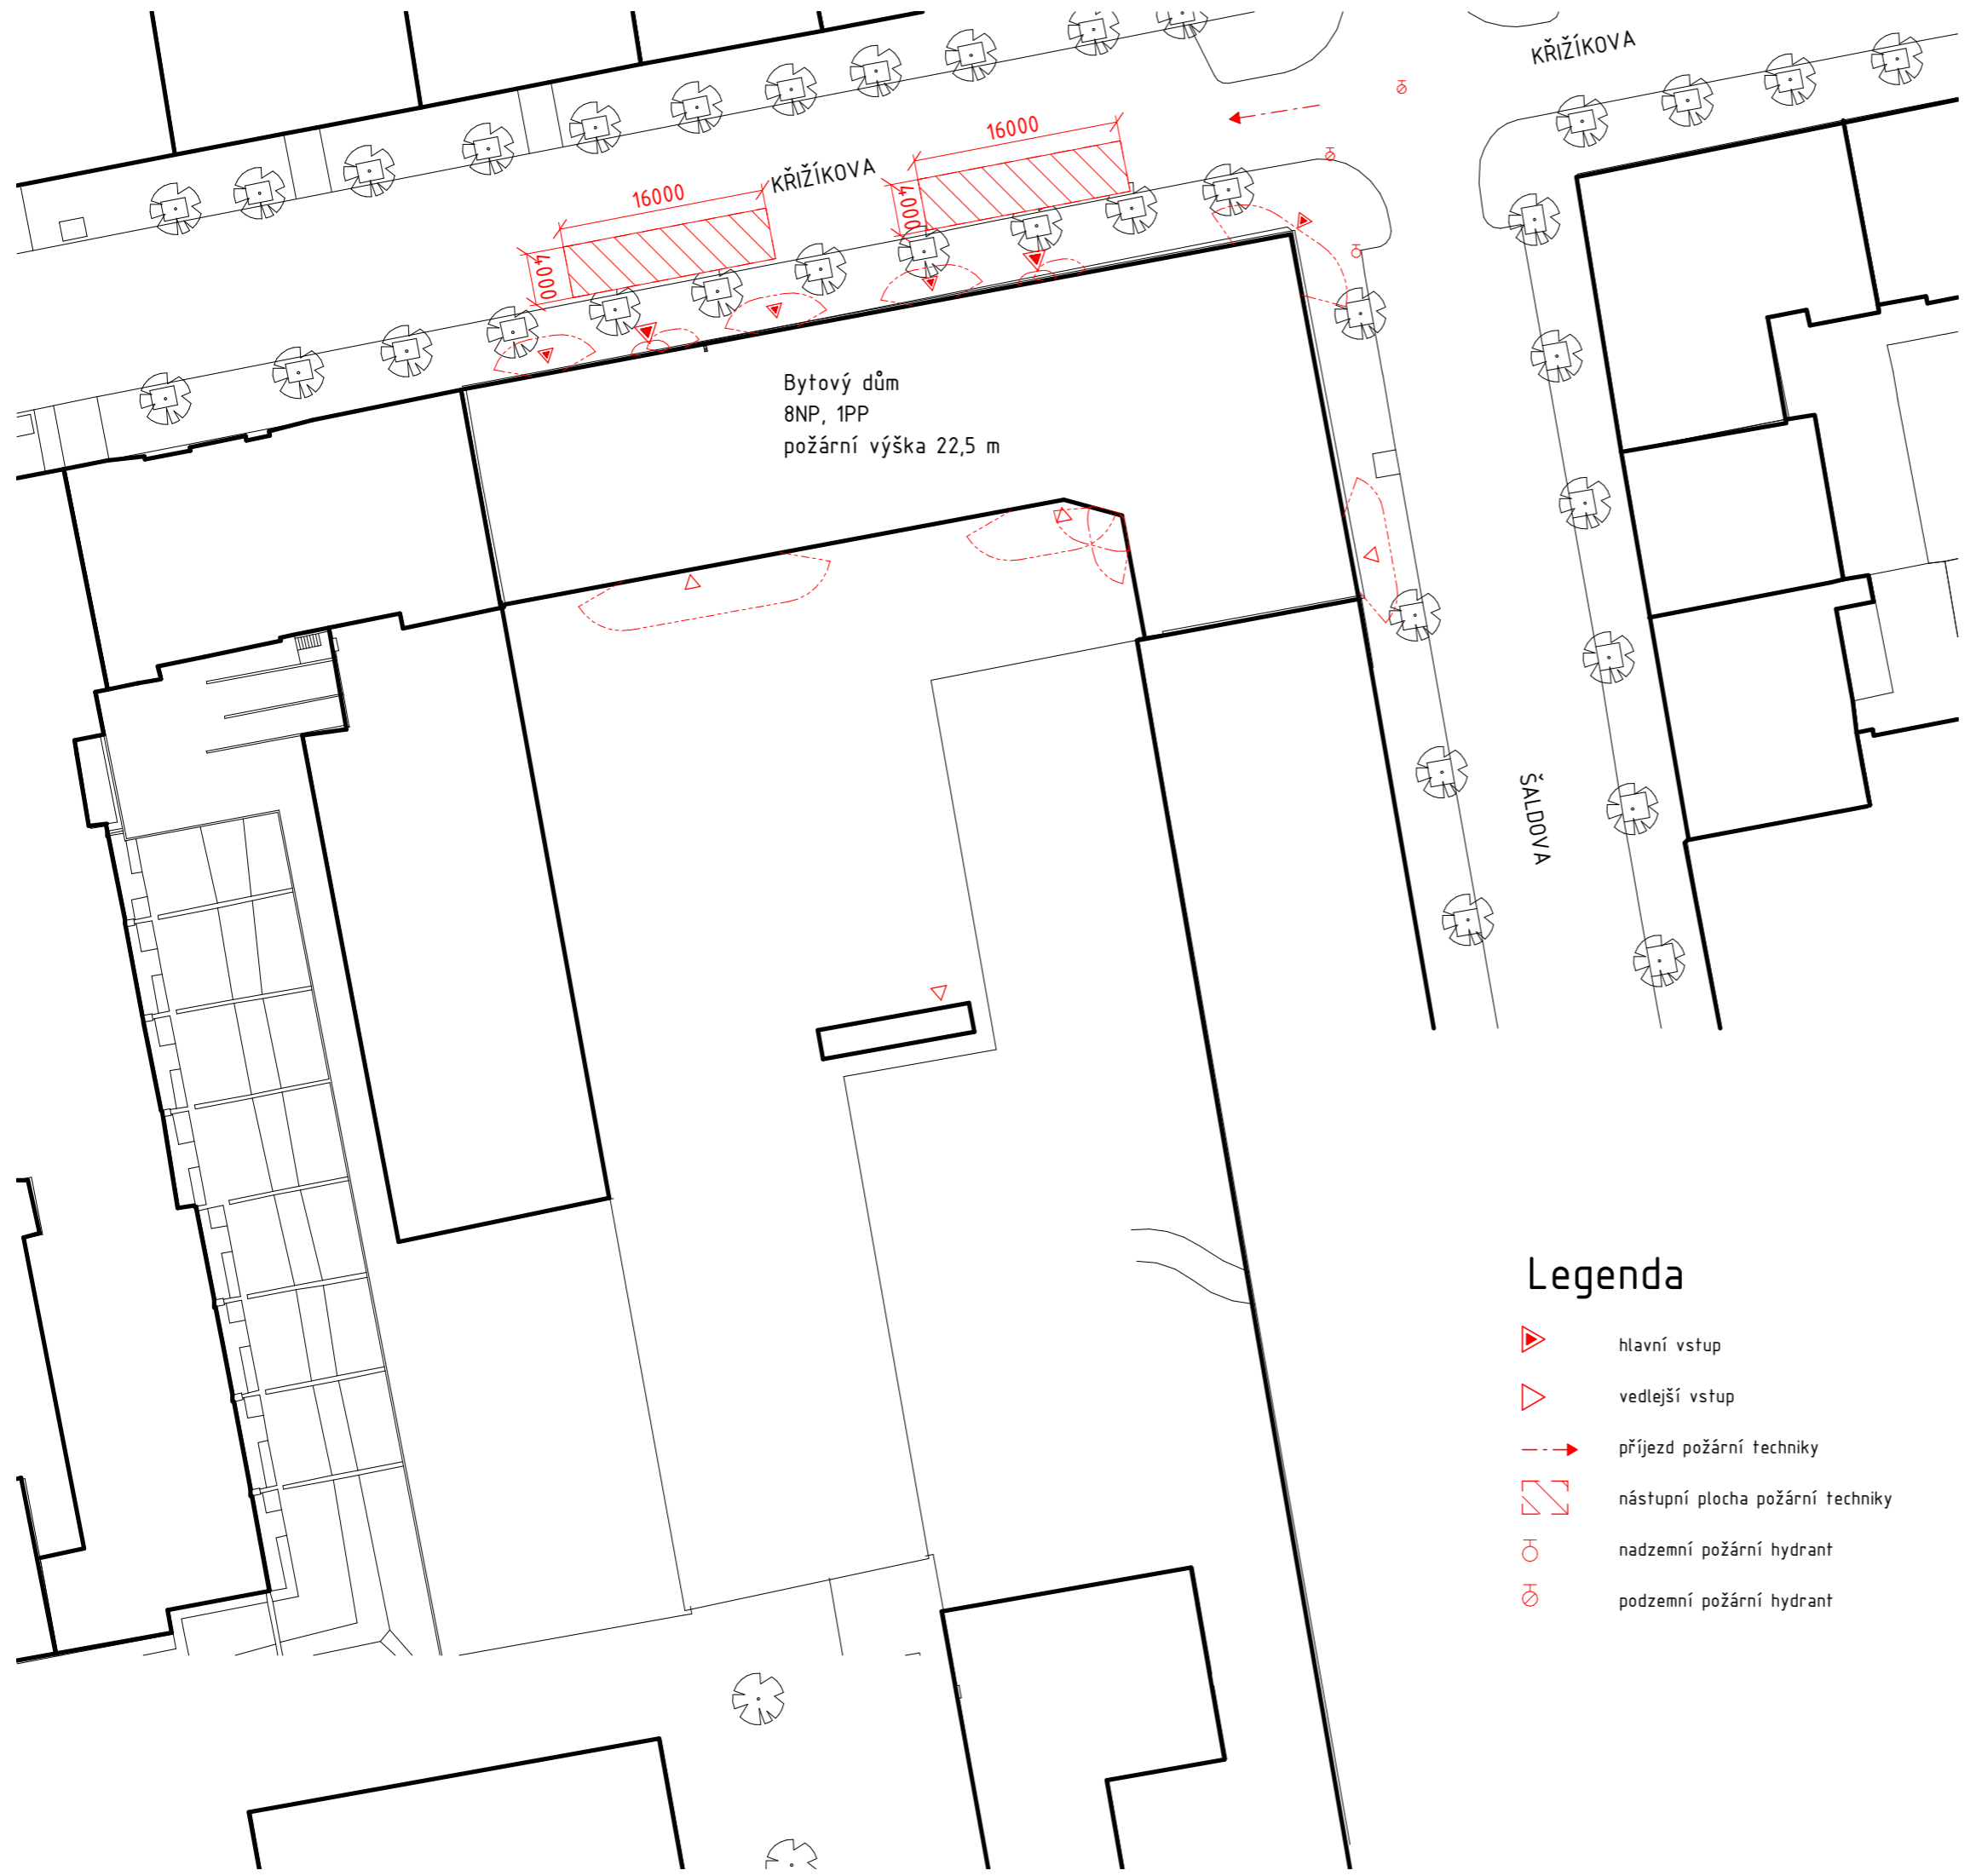 KŘIŽÍKOVA
16000
KŘIŽÍKOVA
16000
4000
4000
Bytový dům
8NP, 1PP
požární výška 22,5 m
ŠALDOVA
Legenda
hlavní vstup
vedlejší vstup
příjezd požární techniky
nástupní plocha požární techniky
nadzemní požární hydrant
podzemní požární hydrant